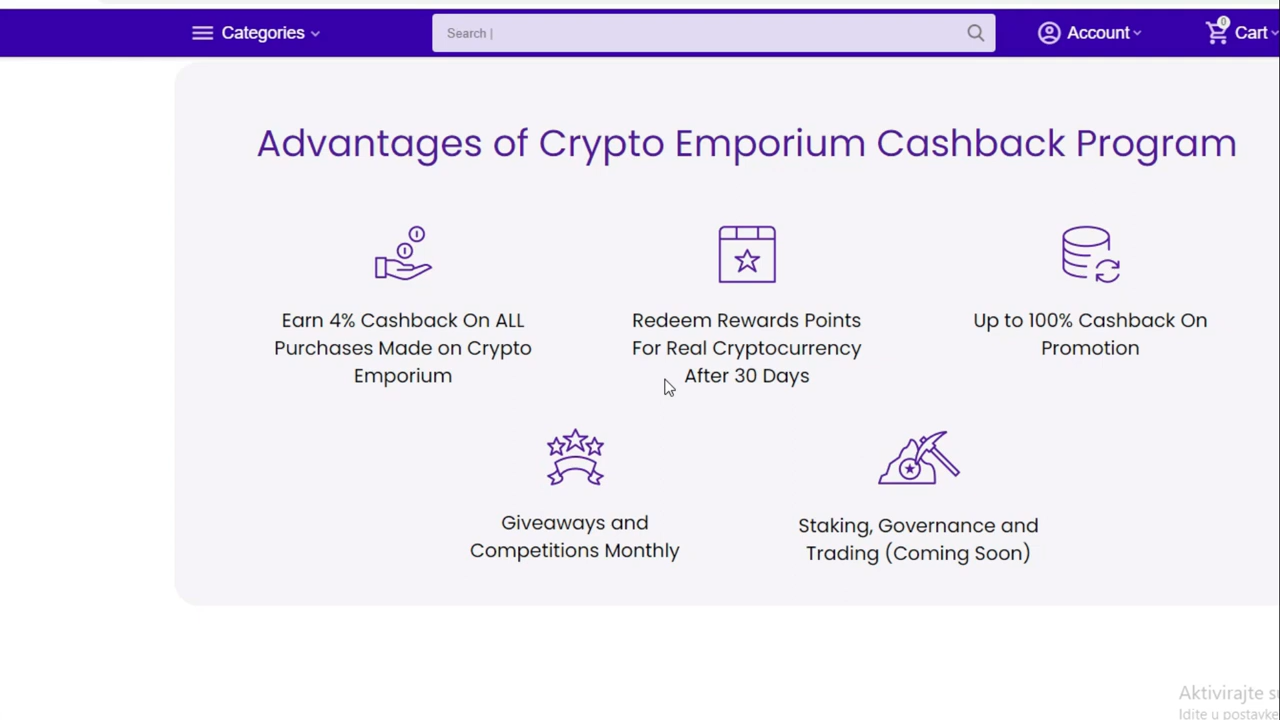 Categories
Search |
Account
0
Cart
Advantages of Crypto Emporium Cashback Program
Earn 4% Cashback On ALL
Purchases Made on Crypto
Emporium
Redeem Rewards Points
For Real Cryptocurrency
After 30 Days
Up to 100% Cashback On
Promotion
Giveaways and
Competitions Monthly
Staking, Governance and
Trading (Coming Soon)
Aktivirajte s
Idite u postavke